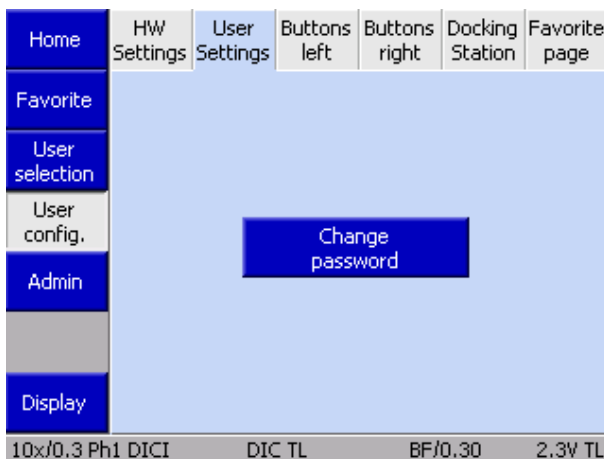 Home
HW
Settings
User
Settings
Buttons
left
Buttons
right
Docking
Station
Favorite
page
Favorite
User
selection
User
config.
Admin
Display
Change
password
10x/0.3 Ph1 DICI DIC TL BF/0.30 2.3V TL